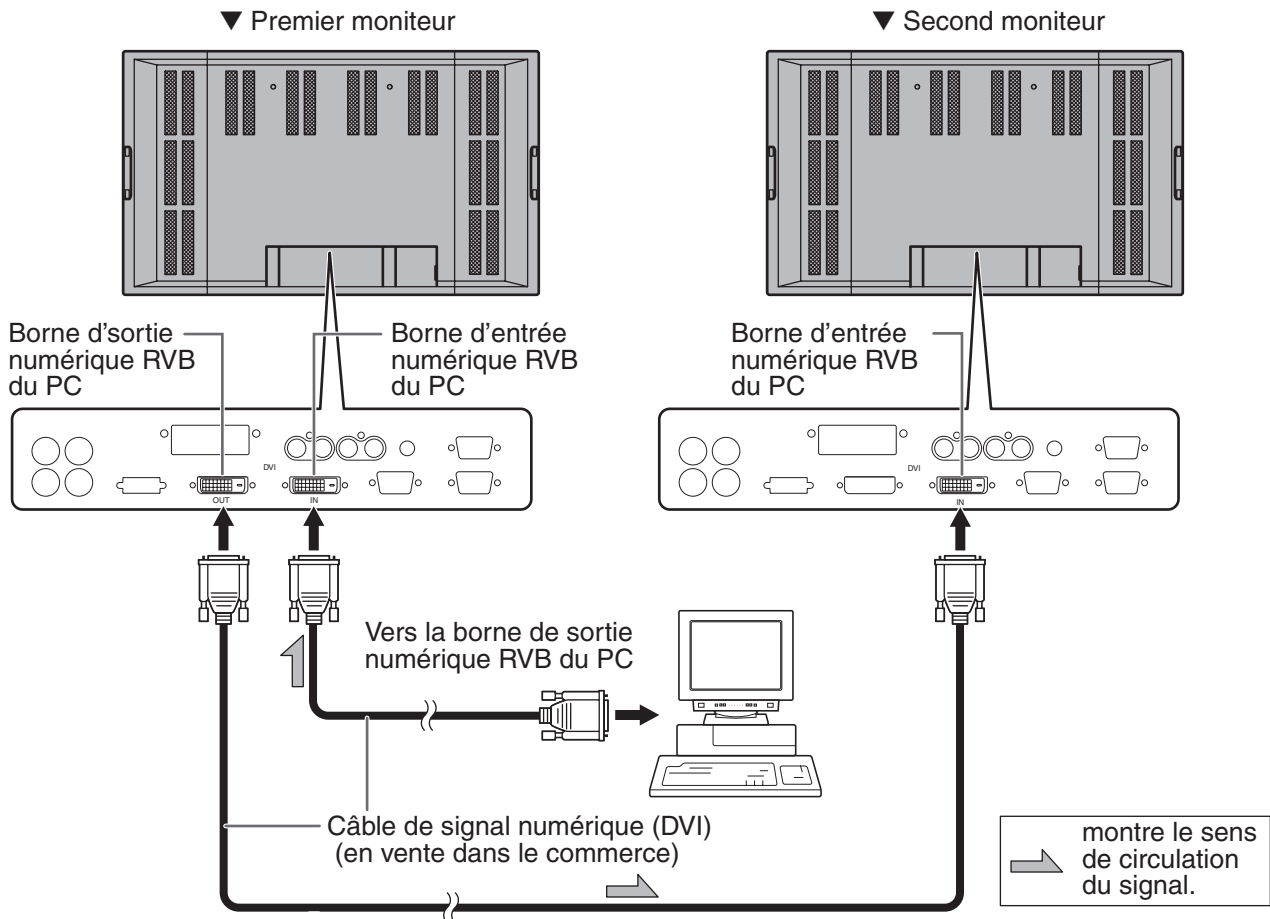 ▼ Premier moniteur
▼ Second moniteur
Borne d'sortie
numérique RVB
du PC
Borne d'entrée
numérique RVB
du PC
Borne d'entrée
numérique RVB
du PC
DVI
OUT
IN
DVI
IN
Vers la borne de sortie
numérique RVB du PC
Câble de signal numérique (DVI)
(en vente dans le commerce)
montre le sens
de circulation
du signal.